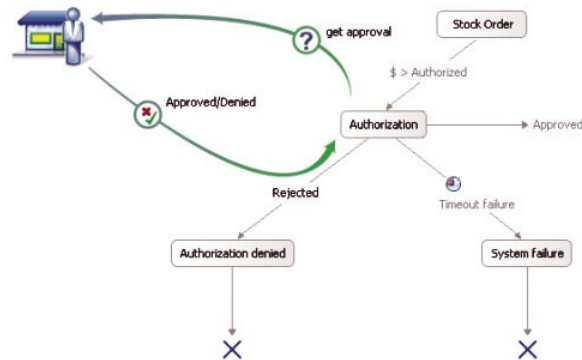 get approval
Stock Order
$ > Authorized
?
Approved/Denied
Authorization
Approved
Rejected
Timeout failure
Authorization denied
System failure